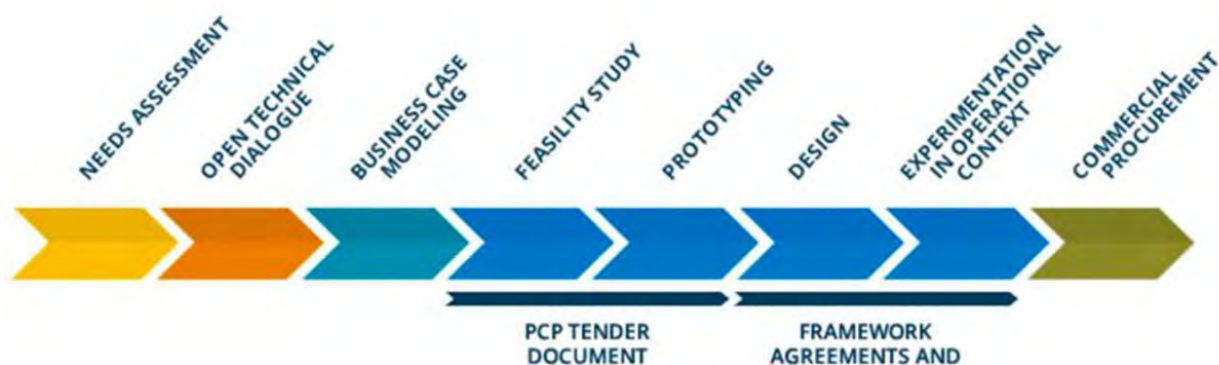 NEEDS ASSESSMENT
OPEN TECHNICAL
DIALOGUE
BUSINESS CASE
MODELING
FEASILITY STUDY
PROTOTYPING
DESIGN
EXPERIMENTATION
IN OPERATIONAL
CONTEXT
COMMERCIAL
PROCUREMENT
PCP TENDER
DOCUMENT
FRAMEWORK
AGREEMENTS AND